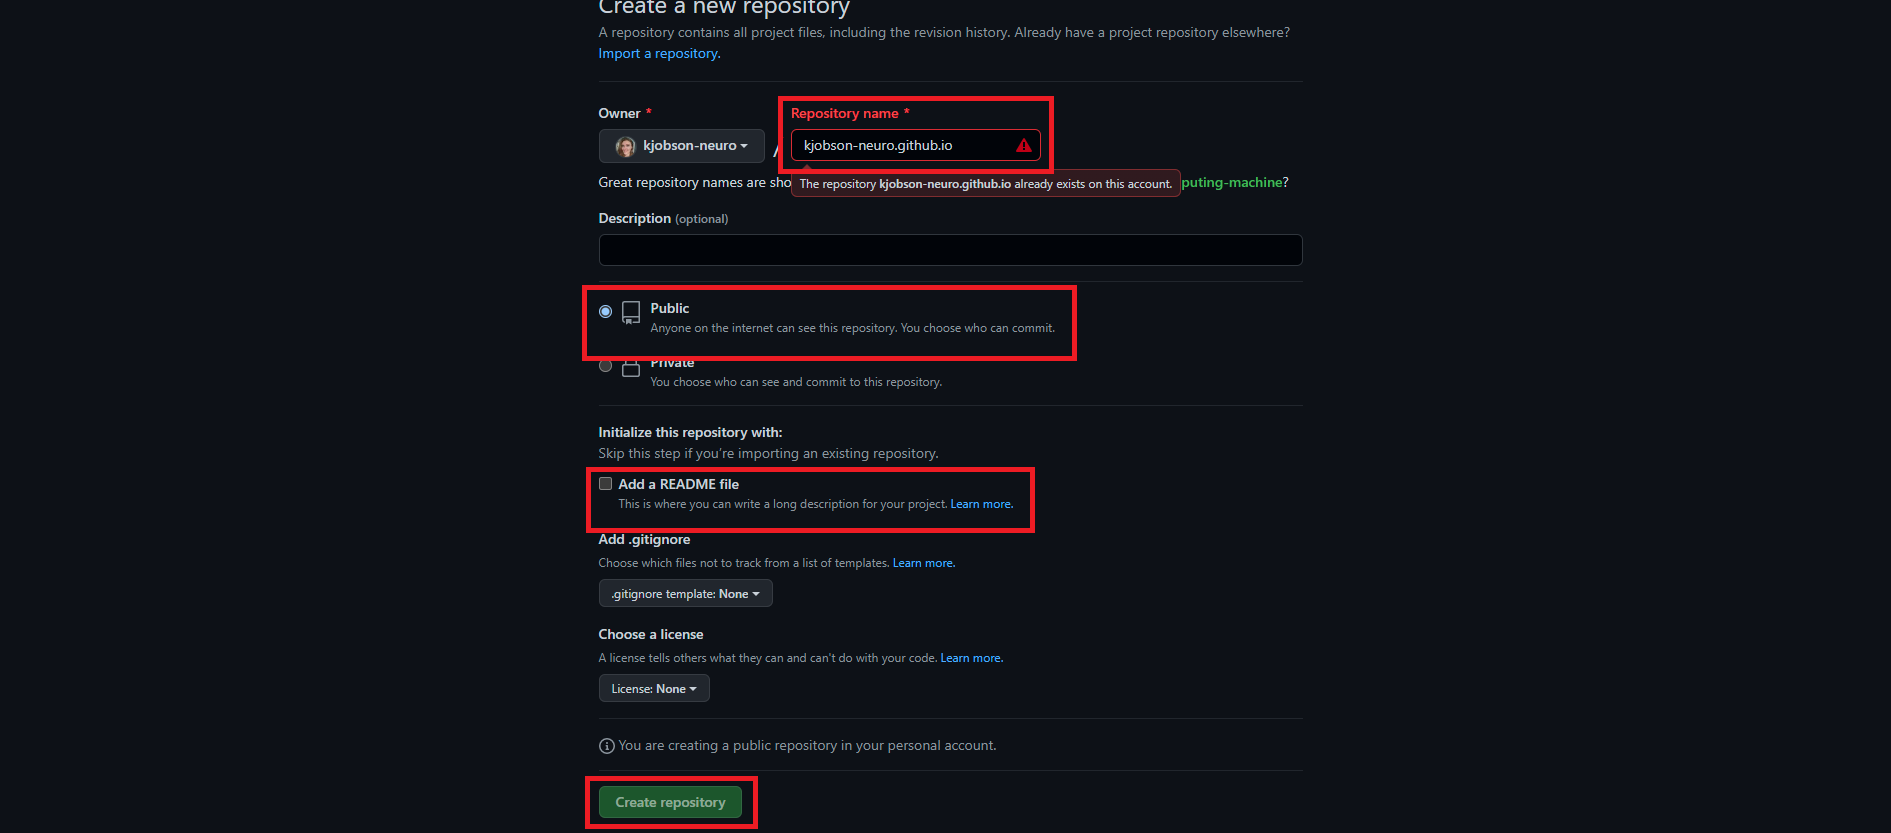 Create a new repository
A repository contains all project files, including the revision history. Already have a project repository elsewhere?
Import a repository.
Owner * Repository name *
kjobson-neuro / kjobson-neuro.github.io
Great repository names are sho
The repository kjobson-neuro.github.io already exists on this account.
puting-machine?
Description (optional)
Public
Anyone on the internet can see this repository. You choose who can commit.
Private
You choose who can see and commit to this repository.
Initialize this repository with:
Skip this step if you're importing an existing repository.
Add a README file
This is where you can write a long description for your project. Learn more.
Add .gitignore
Choose which files not to track from a list of templates. Learn more.
.gitignore template: None
Choose a license
A license tells others what they can and can't do with your code. Learn more.
License: None
You are creating a public repository in your personal account.
Create repository